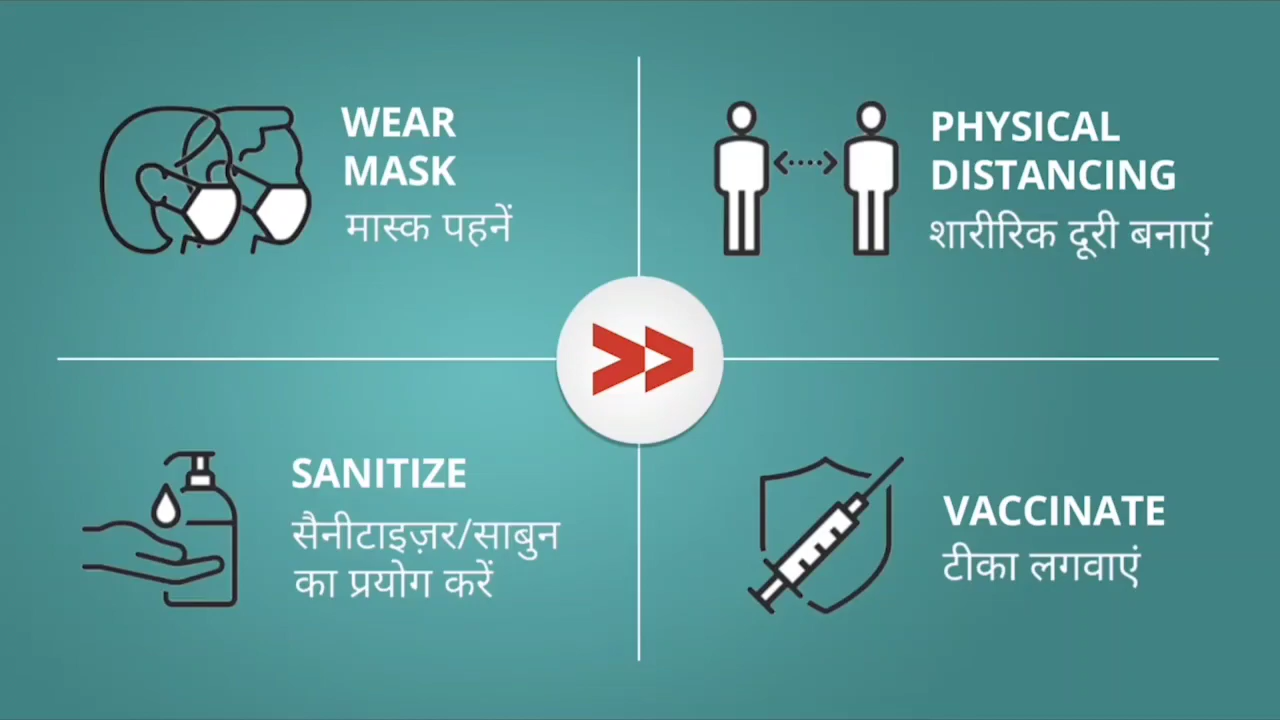 WEAR
MASK
मास्क पहनें
PHYSICAL
DISTANCING
शारीरिक दूरी बनाएं
SANITIZE
सैनीटाइज़र/साबुन
का प्रयोग करें
VACCINATE
टीका लगवाएं